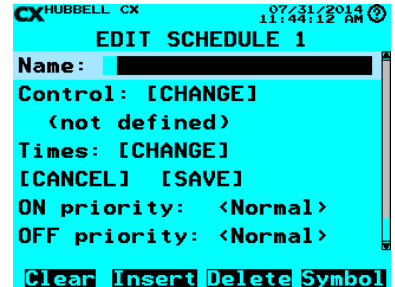 CX HUBBELL CX 07/31/2014
11:44:12 AM ?
EDIT SCHEDULE 1
Name:
Control: [CHANGE]
(not defined)
Times: [CHANGE]
[CANCEL] [SAVE]
ON priority: <Normal>
OFF priority: <Normal>
Clear Insert Delete Symbol